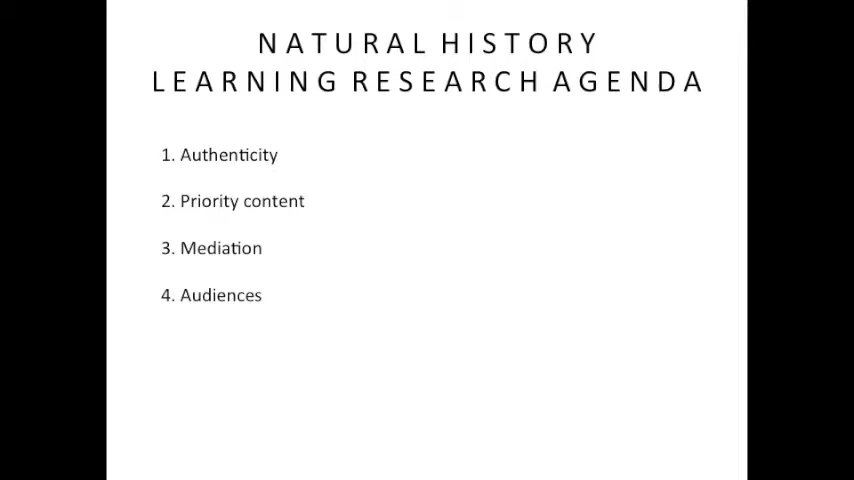 NATURAL HISTORY
LEARNING RESEARCH AGENDA
1. Authenticity
2. Priority content
3. Mediation
4. Audiences